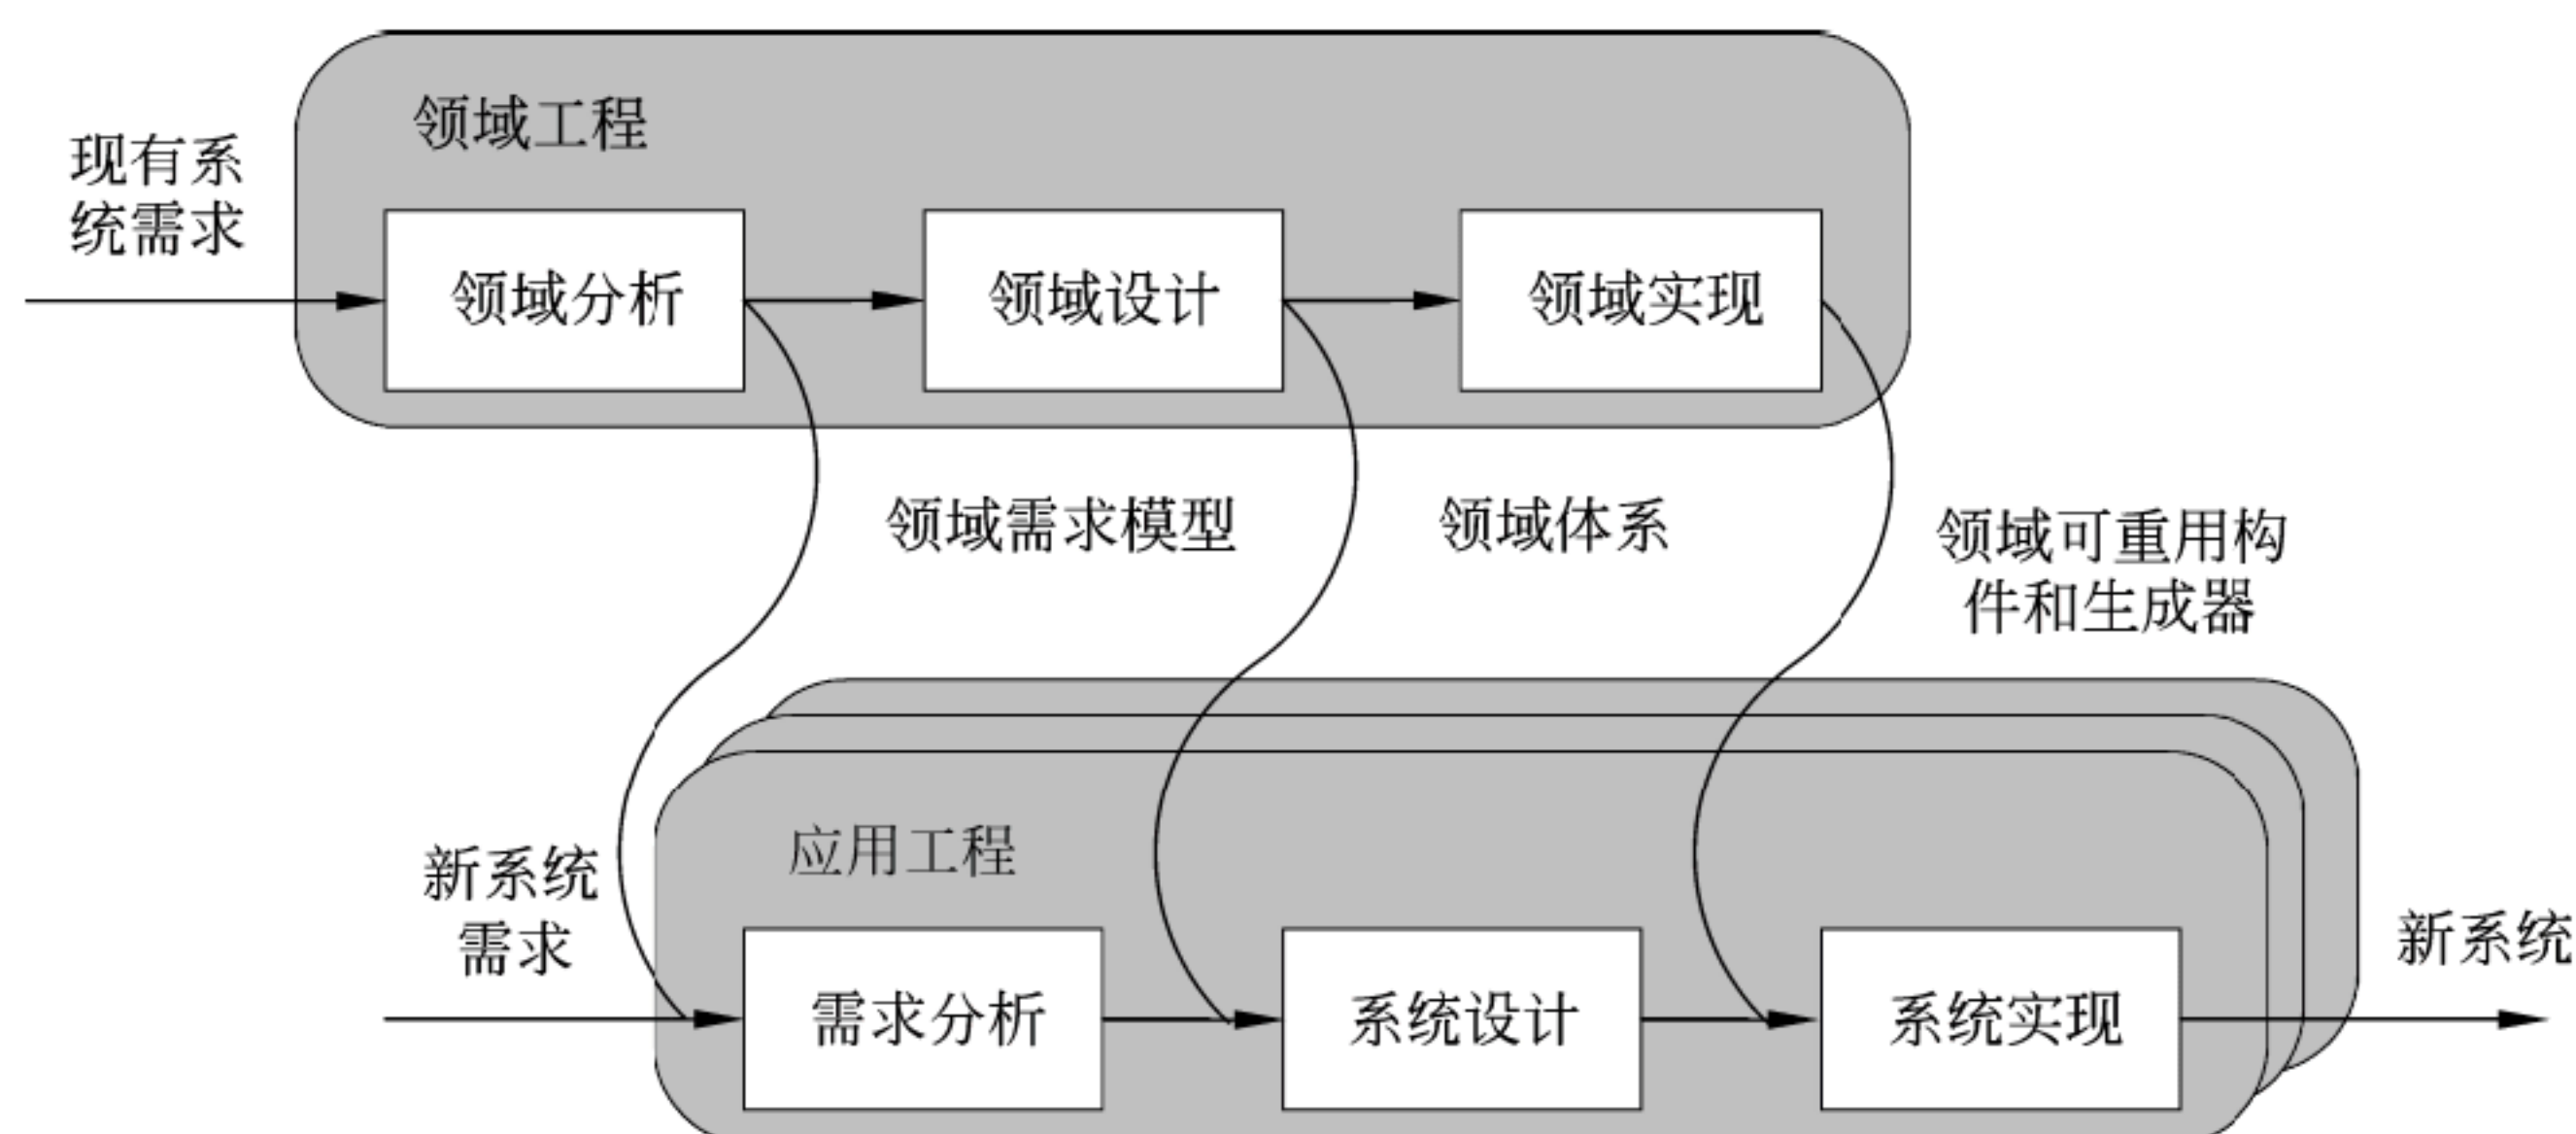 领域工程
现有系
统需求
领域分析
领域设计
领域实现
领域需求模型
领域体系
领域可重用构
件和生成器
应用工程
新系统
需求
需求分析
系统设计
系统实现
新系统